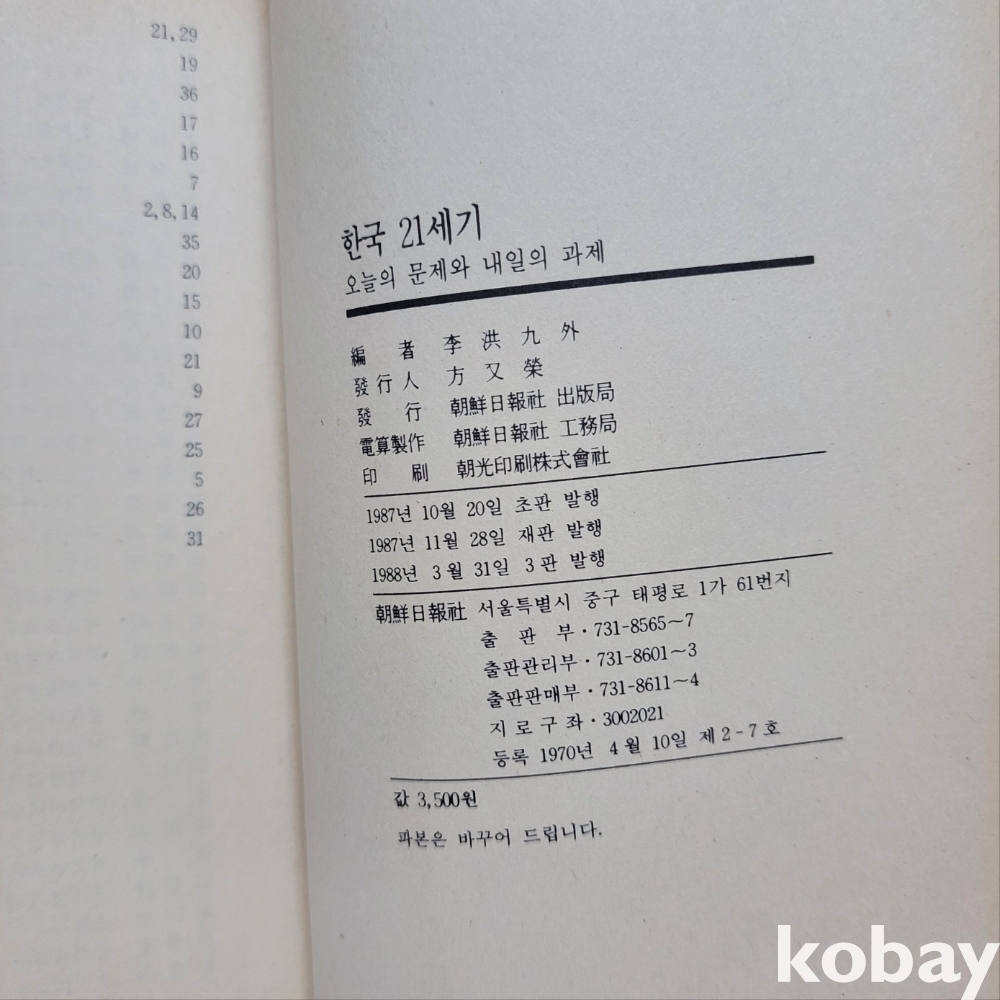 21, 29
19
36
17
16
7
2, 8, 14
35
20
15
10
21
9
27
25
5
26
31
한국 21세기
오늘의 문제와 내일의 과제
編者 李洪九 外
發行人 方又榮
發行 朝鮮日報社 出版局
電算製作 朝鮮日報社 工務局
印刷 朝光印刷株式會社
1987년 10월 20일 초판 발행
1987년 11월 28일 재판 발행
1988년 3월 31일 3판 발행
朝鮮日報社 서울특별시 중구 태평로 1가 61번지
출판부·731-8565~7
출판관리부·731-8601~3
출판판매부·731-8611~4
지로구좌·3002021
등록 1970년 4월 10일 제2-7호
값 3,500원
파본은 바꾸어 드립니다.
kobay